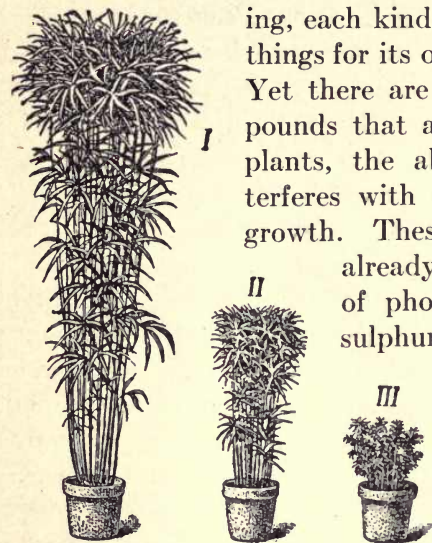 ing, each kind
things for its o
Yet there are
pounds that a
plants, the al
terferes with
growth. Thes
already
of pho
sulphur
I
II
III